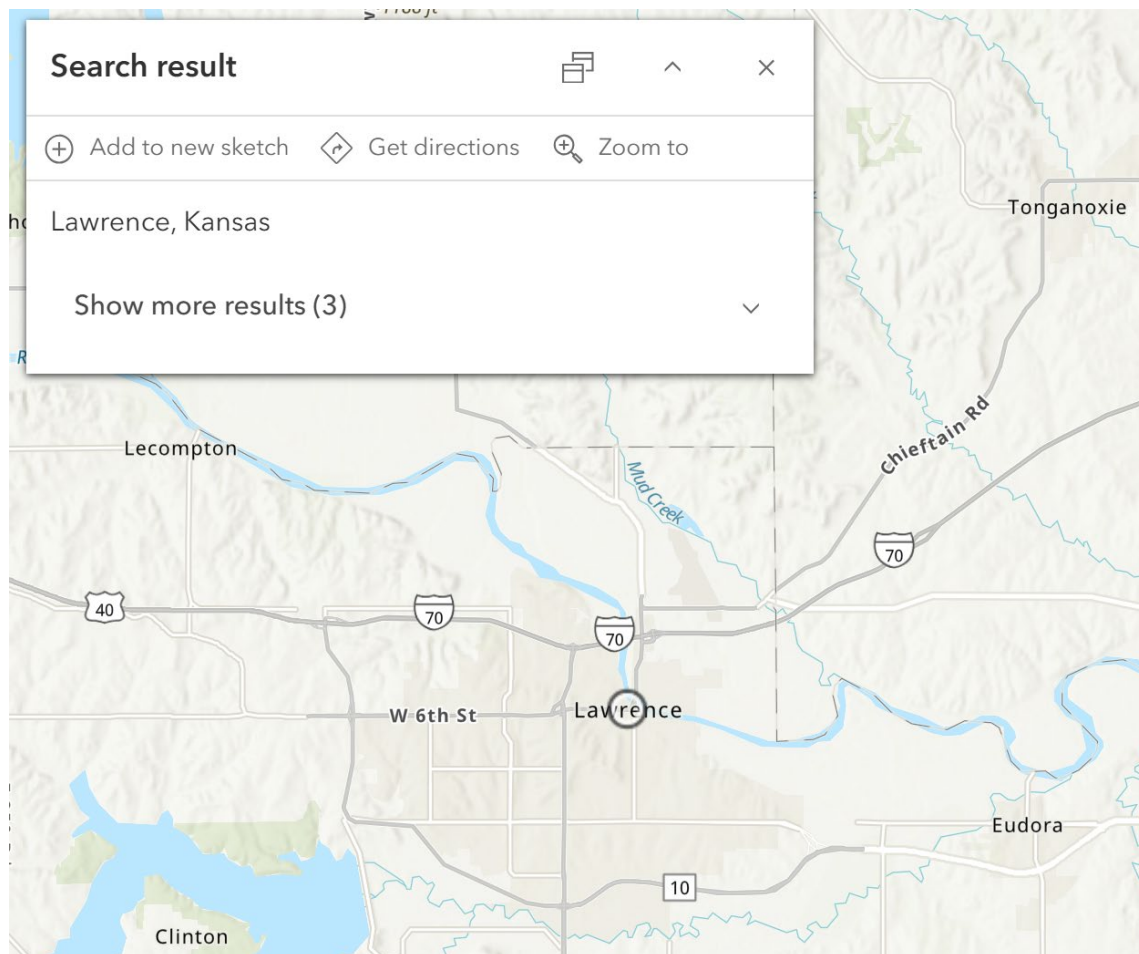 Search result
Add to new sketch
Get directions
Zoom to
Lawrence, Kansas
Show more results (3)
Tonganoxie
Chieftain Rd
Lecompton
Mud Creek
70
40
70
70
W 6th St
Lawrence
Eudora
10
Clinton